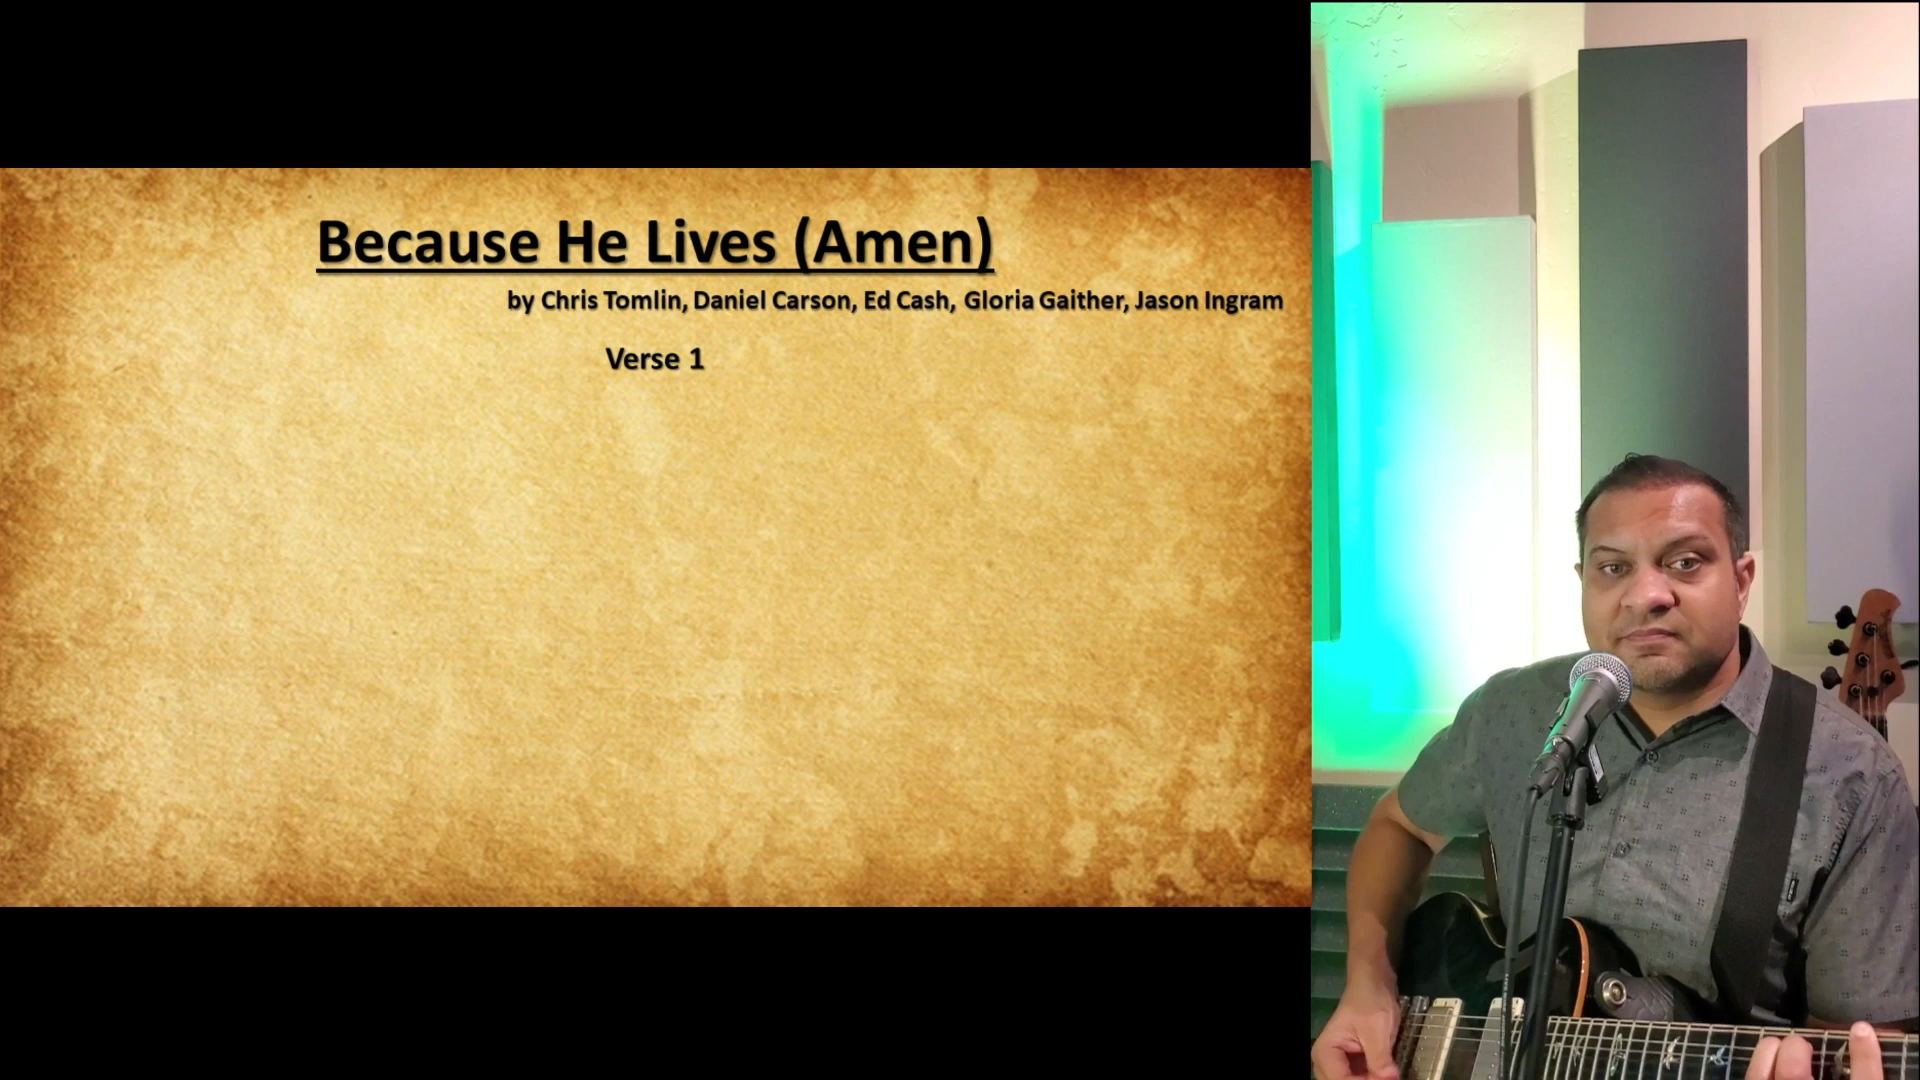 Because He Lives (Amen)
by Chris Tomlin, Daniel Carson, Ed Cash, Gloria Gaither, Jason Ingram
Verse 1